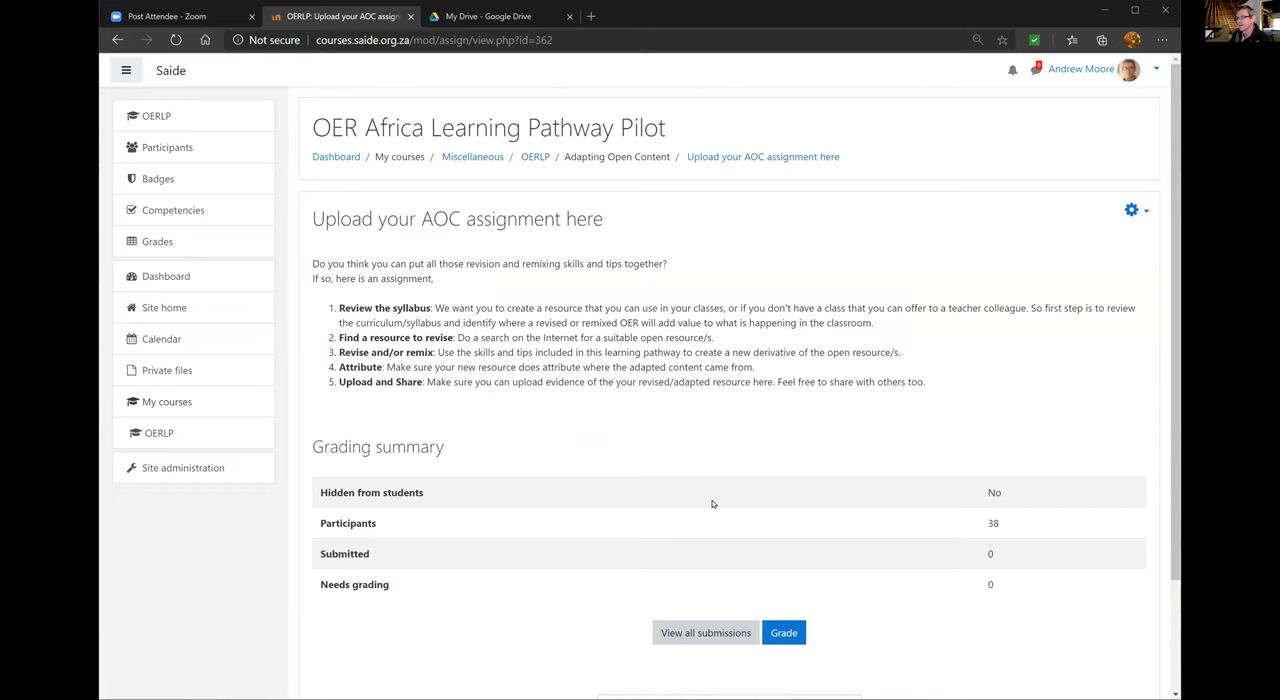 Post Attendee - Zoom
OERLP: Upload your AOC assign
My Drive - Google Drive
Not secure
courses.saide.org.za/mod/assign/view.php?id=362
Saide
9
Andrew Moore
OERLP
Participants
Badges
Competencies
Grades
Dashboard
Site home
Calendar
Private files
My courses
OERLP
Site administration
OER Africa Learning Pathway Pilot
Dashboard / My courses / Miscellaneous / OERLP / Adapting Open Content / Upload your AOC assignment here
Upload your AOC assignment here
Do you think you can put all those revision and remixing skills and tips together?
If so, here is an assignment,
1. Review the syllabus: We want you to create a resource that you can use in your classes, or if you don't have a class that you can offer to a teacher colleague. So first step is to review
the curriculum/syllabus and identify where a revised or remixed OER will add value to what is happening in the classroom.
2. Find a resource to revise: Do a search on the Internet for a suitable open resource/s.
3. Revise and/or remix: Use the skills and tips included in this learning pathway to create a new derivative of the open resource/s.
4. Attribute: Make sure your new resource does attribute where the adapted content came from.
5. Upload and Share: Make sure you can upload evidence of the your revised/adapted resource here. Feel free to share with others too.
Grading summary
Hidden from students No
Participants 38
Submitted 0
Needs grading 0
View all submissions Grade